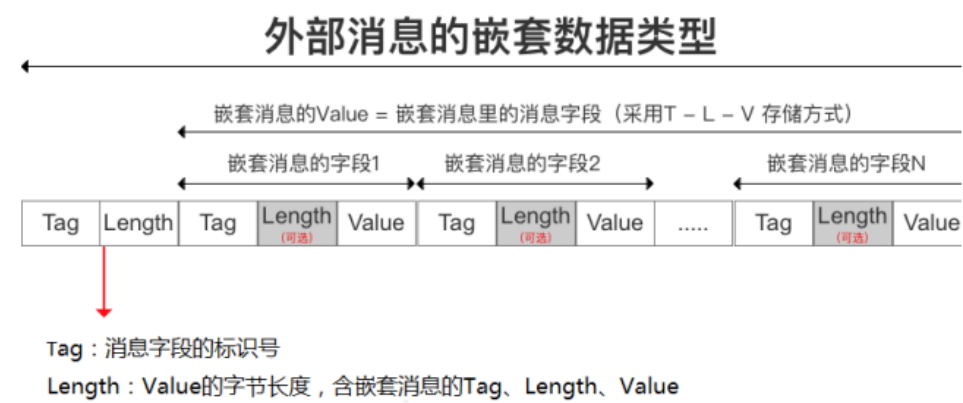 外部消息的嵌套数据类型
嵌套消息的Value = 嵌套消息里的消息字段（采用T - L - V 存储方式）
嵌套消息的字段1 嵌套消息的字段2 嵌套消息的字段N
Tag Length Tag Length Value Tag Length Value ..... Tag Length Value
(可选) (可选) (可选)
Tag：消息字段的标识号
Length：Value的字节长度，含嵌套消息的Tag、Length、Value